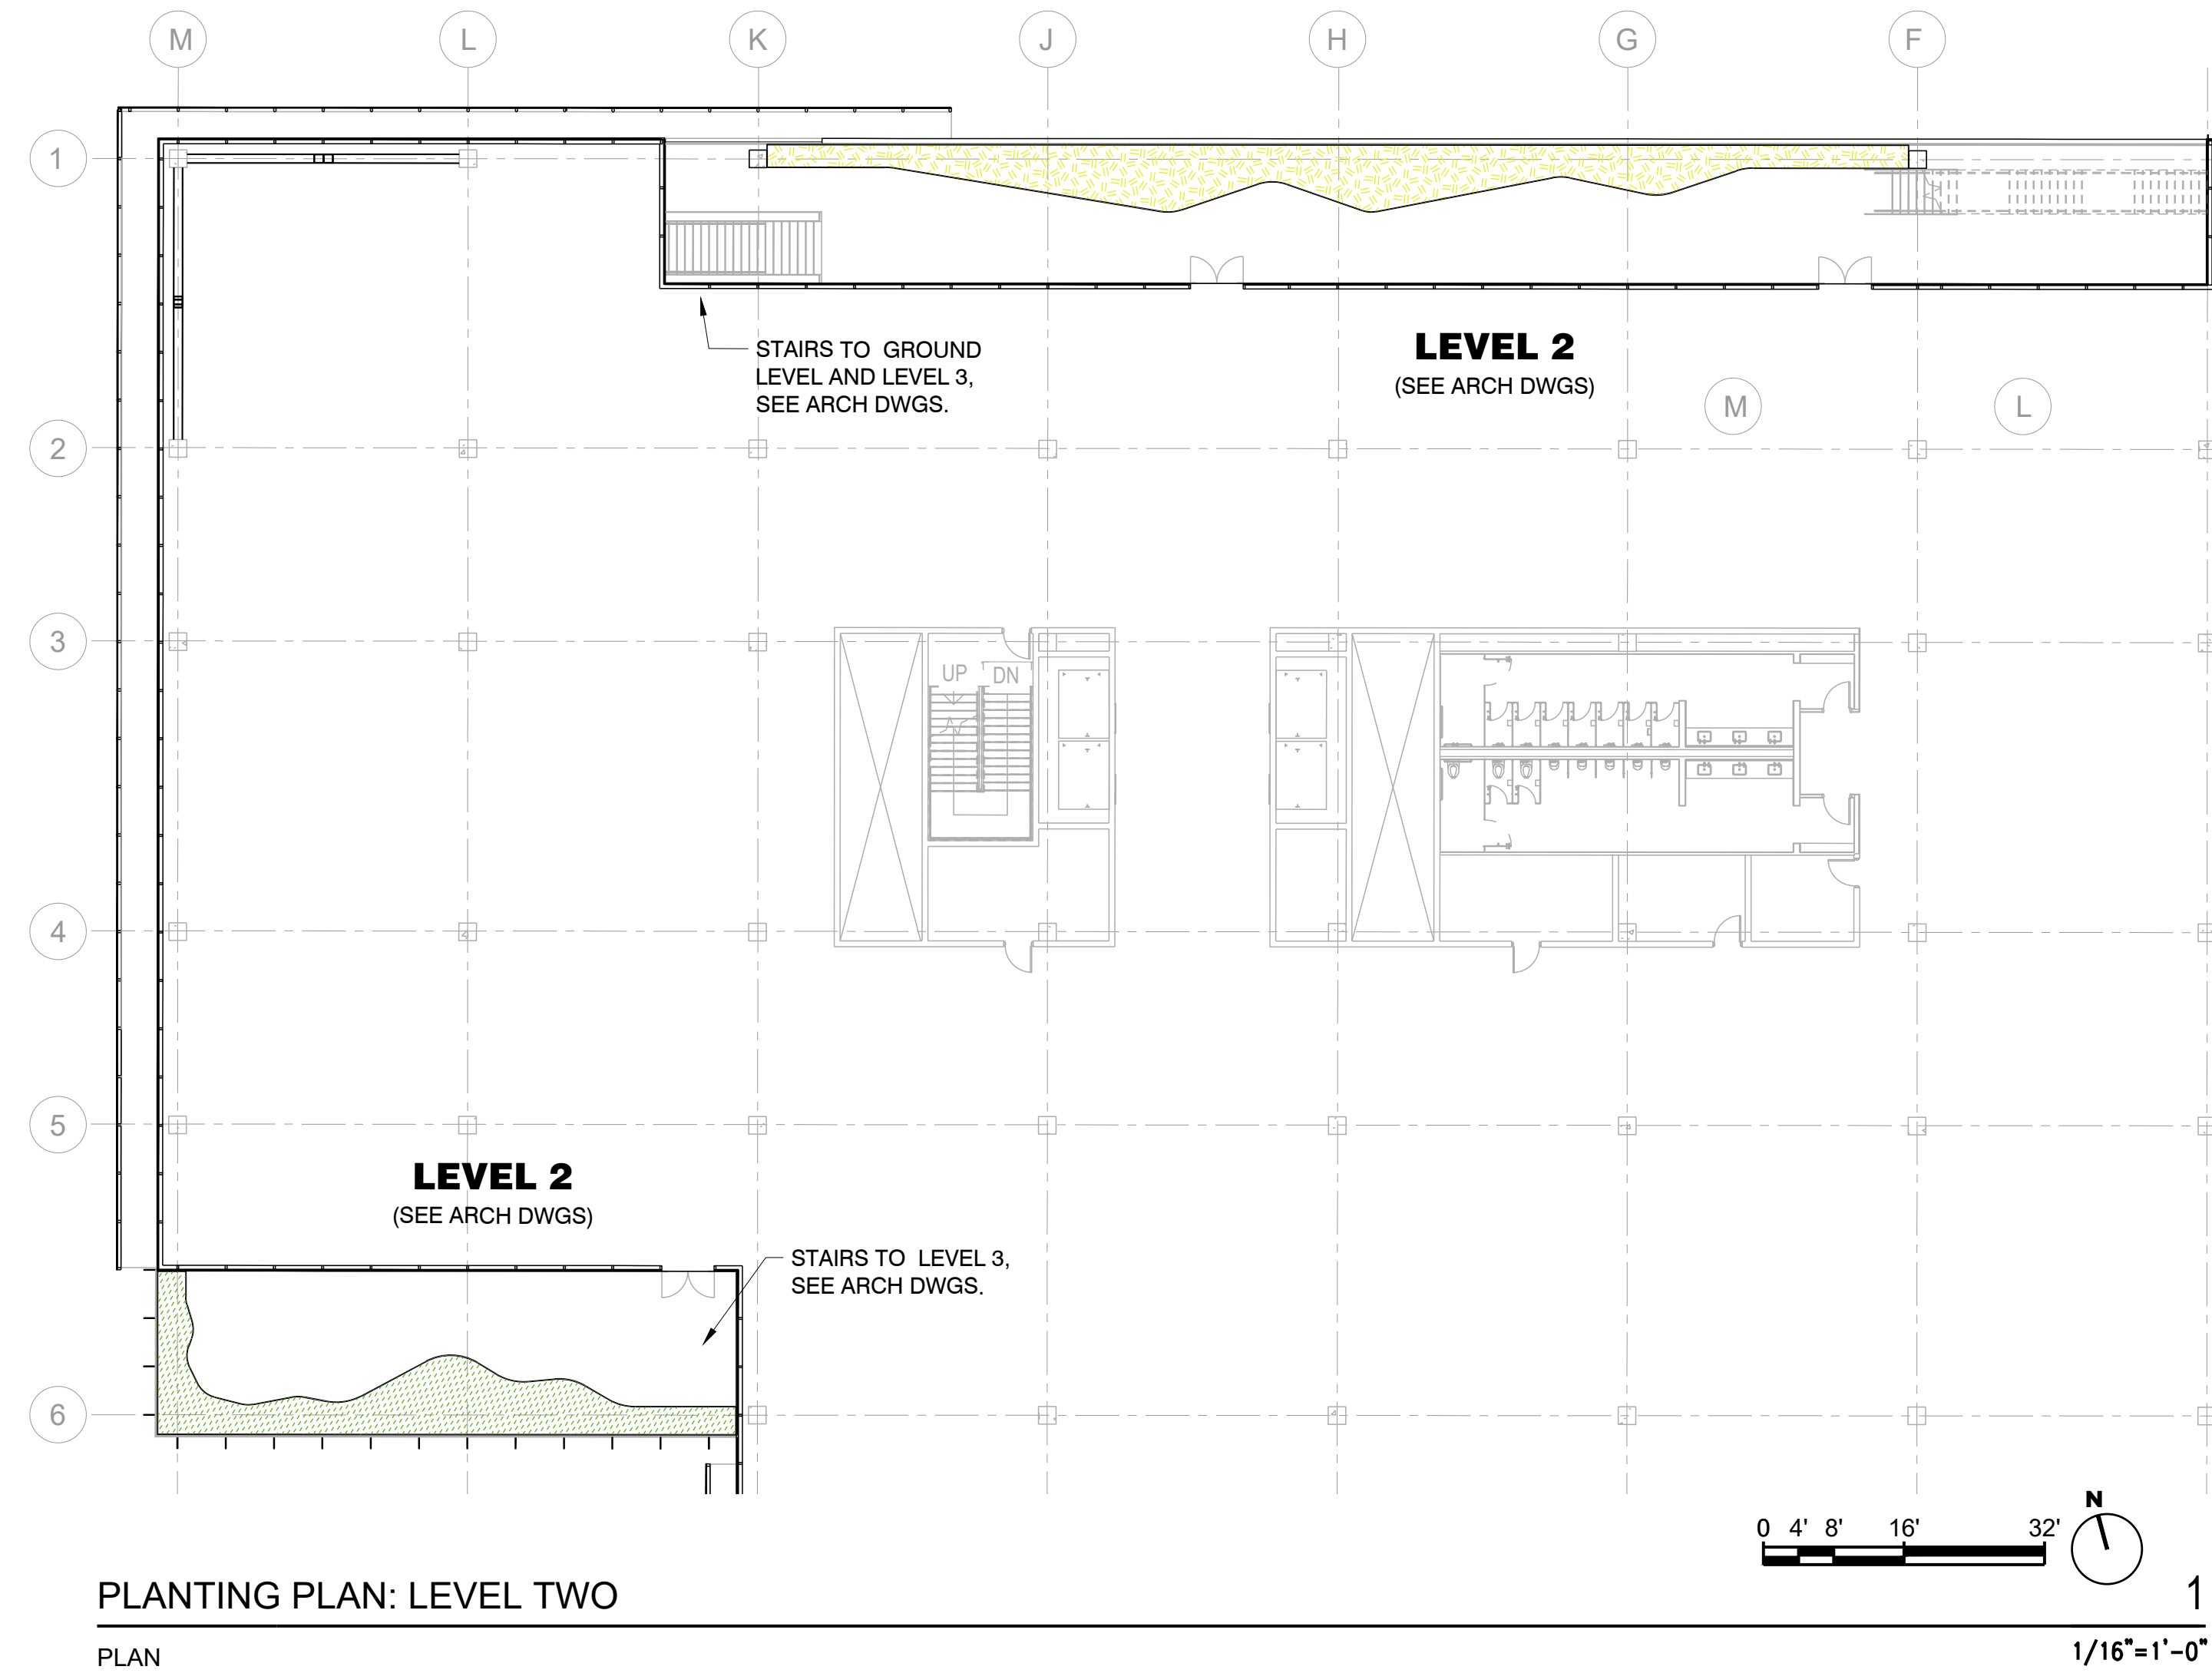 M L K J H G F
1
STAIRS TO GROUND
LEVEL AND LEVEL 3,
SEE ARCH DWGS.
LEVEL 2
(SEE ARCH DWGS)
M L
2
3
UP DN
4
5
LEVEL 2
(SEE ARCH DWGS)
STAIRS TO LEVEL 3,
SEE ARCH DWGS.
6
N
0 4' 8' 16' 32'
PLANTING PLAN: LEVEL TWO
1
PLAN
1/16"=1'-0"